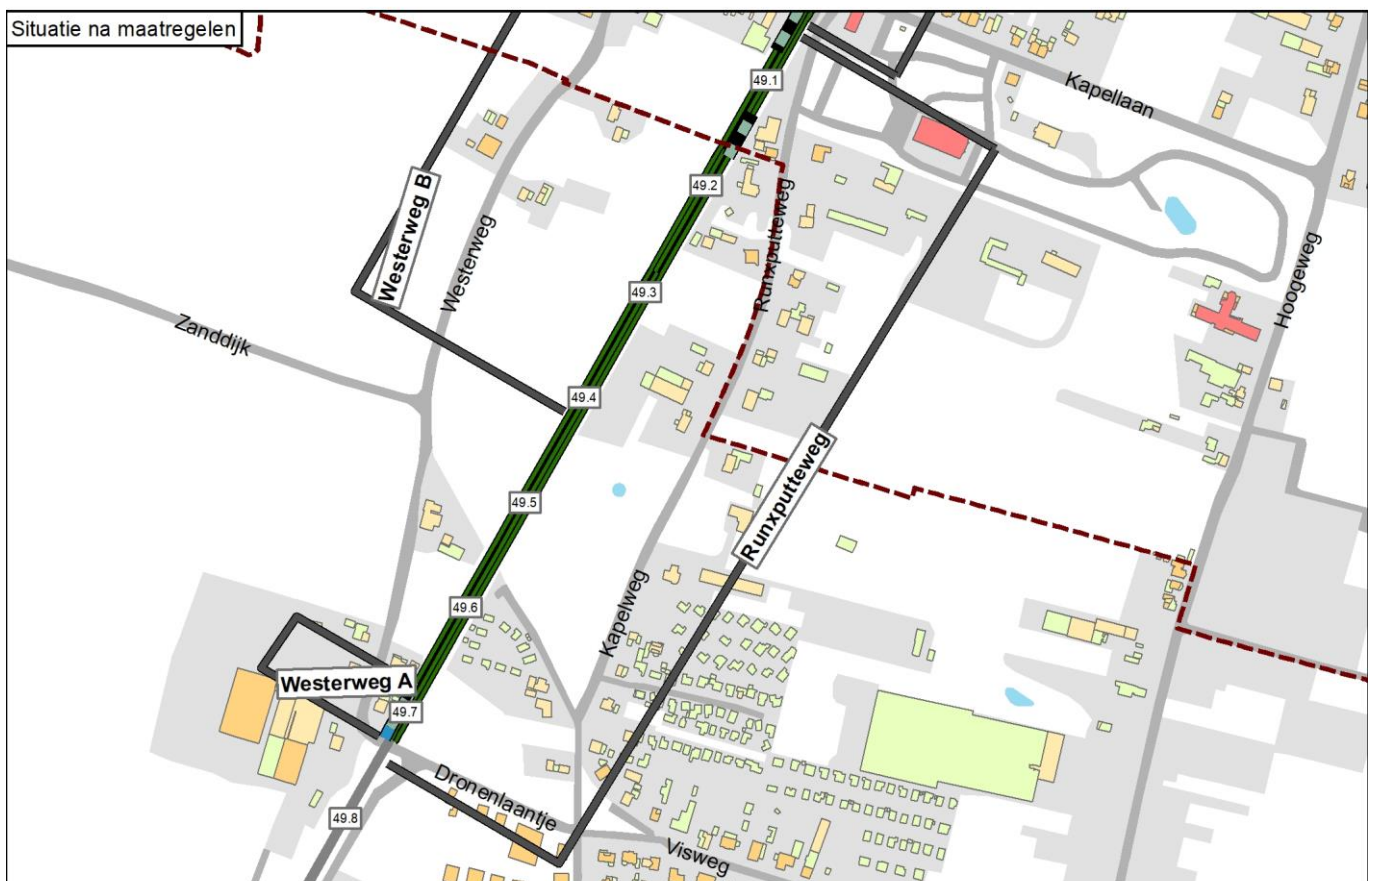 Situatie na maatregelen
49.1
Kapellaan
49.2
Westerweg B
Westerweg
Runxputteweg
Hoogeweg
49.3
Zanddijk
49.4
Runxputteweg
49.5
49.6
Kapelweg
Westerweg A
49.7
Dronenlaantje
49.8
Visweg